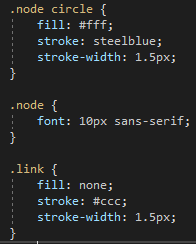 .node circle {
    fill: #fff;
    stroke: steelblue;
    stroke-width: 1.5px;
}

.node {
    font: 10px sans-serif;
}

.link {
    fill: none;
    stroke: #ccc;
    stroke-width: 1.5px;
}